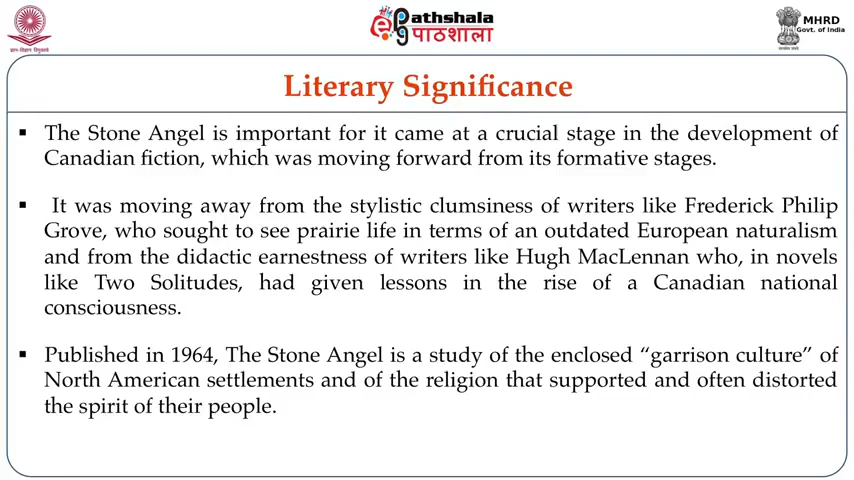 ePathshala
पाठशाला
MHRD
Govt. of India
Literary Significance
▪ The Stone Angel is important for it came at a crucial stage in the development of
Canadian fiction, which was moving forward from its formative stages.
▪ It was moving away from the stylistic clumsiness of writers like Frederick Philip
Grove, who sought to see prairie life in terms of an outdated European naturalism
and from the didactic earnestness of writers like Hugh MacLennan who, in novels
like Two Solitudes, had given lessons in the rise of a Canadian national
consciousness.
▪ Published in 1964, The Stone Angel is a study of the enclosed “garrison culture” of
North American settlements and of the religion that supported and often distorted
the spirit of their people.